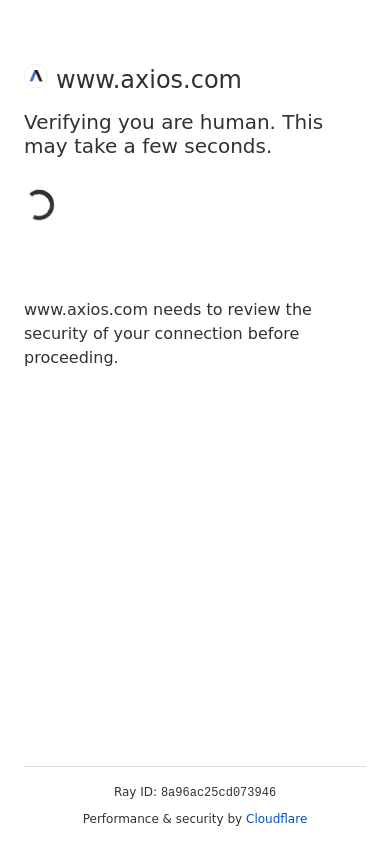 www.axios.com
Verifying you are human. This
may take a few seconds.
www.axios.com needs to review the
security of your connection before
proceeding.
Ray ID: 8a96ac25cd073946
Performance & security by Cloudflare